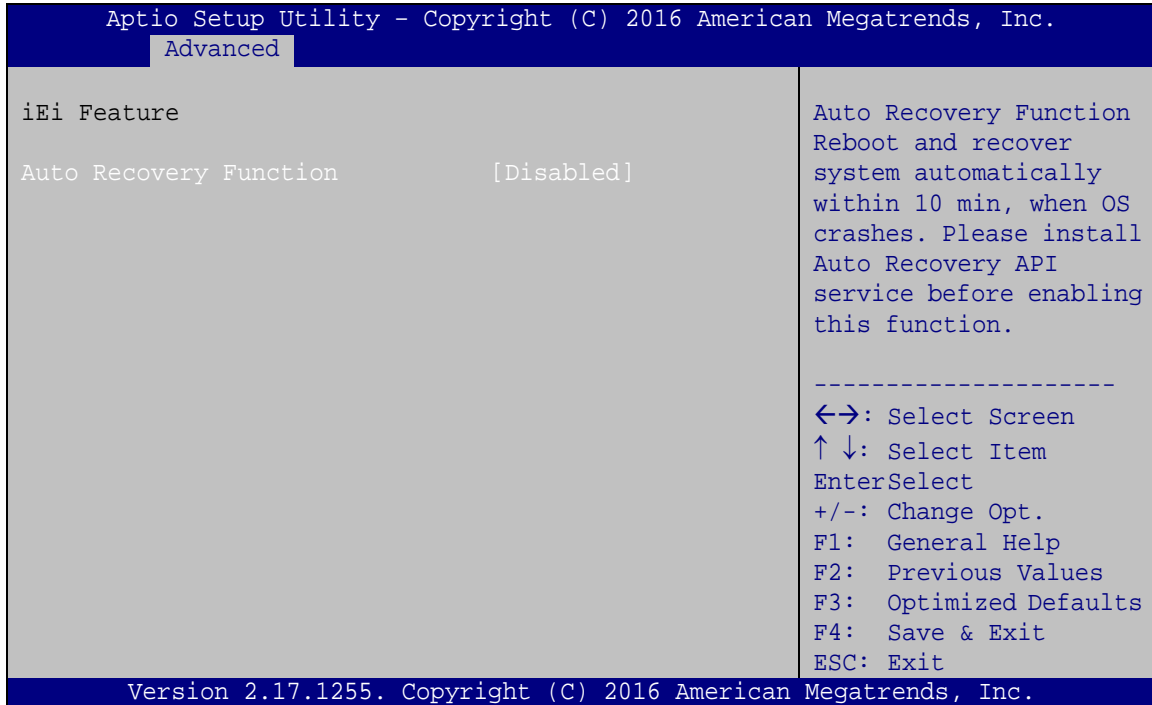 Aptio Setup Utility – Copyright (C) 2016 American Megatrends, Inc.
Advanced
iEi Feature
Auto Recovery Function [Disabled]
Auto Recovery Function
Reboot and recover
system automatically
within 10 min, when OS
crashes. Please install
Auto Recovery API
service before enabling
this function.
---------------------
←→: Select Screen
↑ ↓: Select Item
EnterSelect
+/-: Change Opt.
F1: General Help
F2: Previous Values
F3: Optimized Defaults
F4: Save & Exit
ESC: Exit
Version 2.17.1255. Copyright (C) 2016 American Megatrends, Inc.